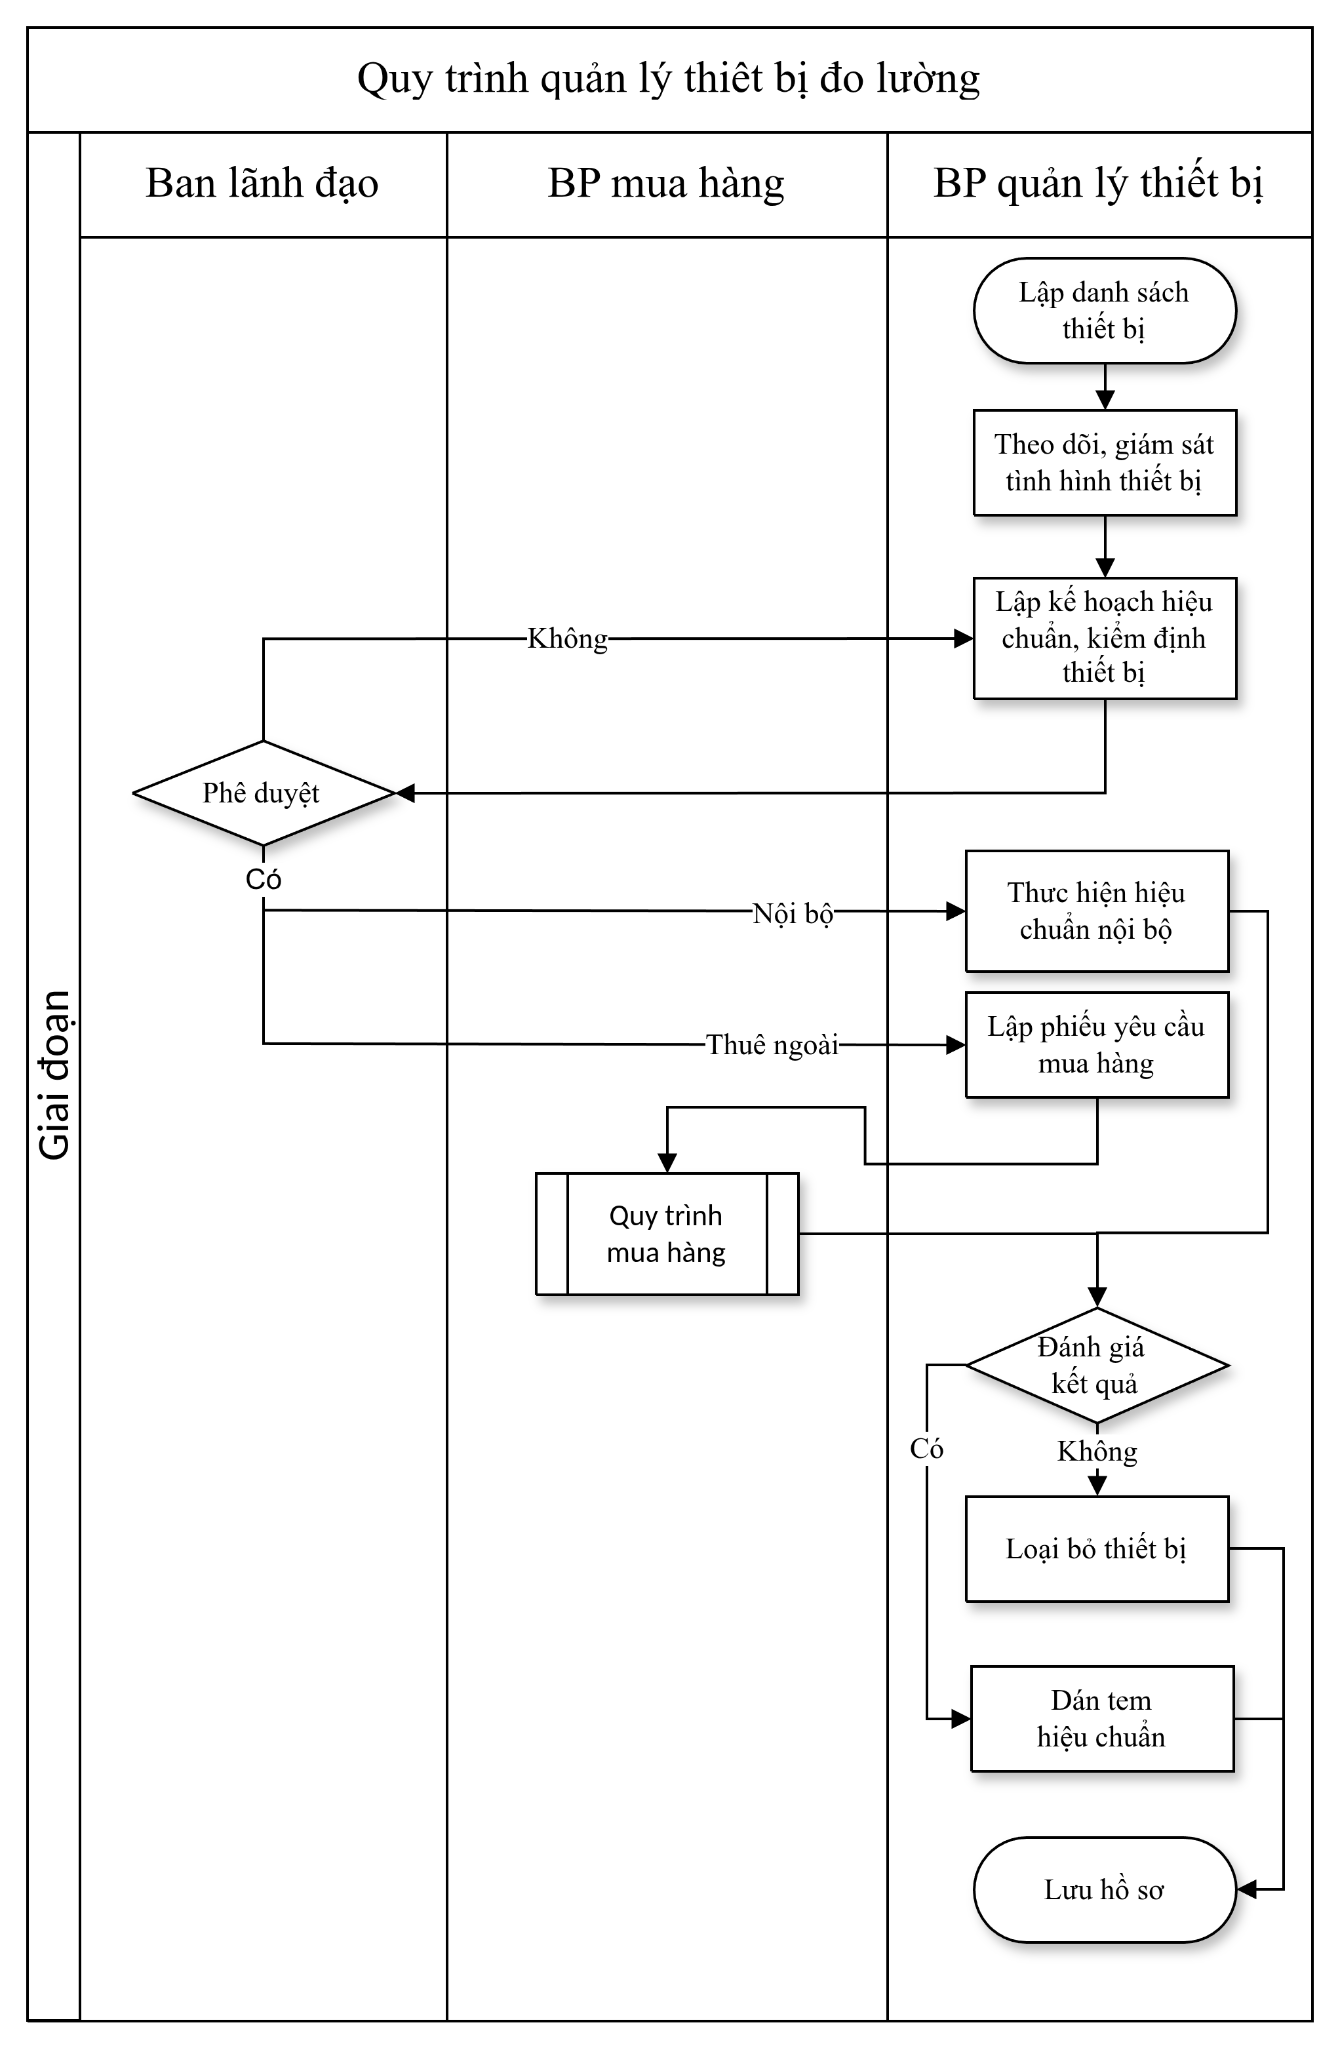 Quy trình quản lý thiêt bị đo lường
Ban lãnh đạo
BP mua hàng
BP quản lý thiết bị
Giai đoạn
Lập danh sách
thiết bị
Theo dõi, giám sát
tình hình thiết bị
Lập kế hoạch hiệu
chuẩn, kiểm định
thiết bị
Không
Phê duyệt
Có
Nội bộ
Thưc hiện hiệu
chuẩn nội bộ
Thuê ngoài
Lập phiếu yêu cầu
mua hàng
Quy trình
mua hàng
Đánh giá
kết quả
Có
Không
Loại bỏ thiết bị
Dán tem
hiệu chuẩn
Lưu hồ sơ